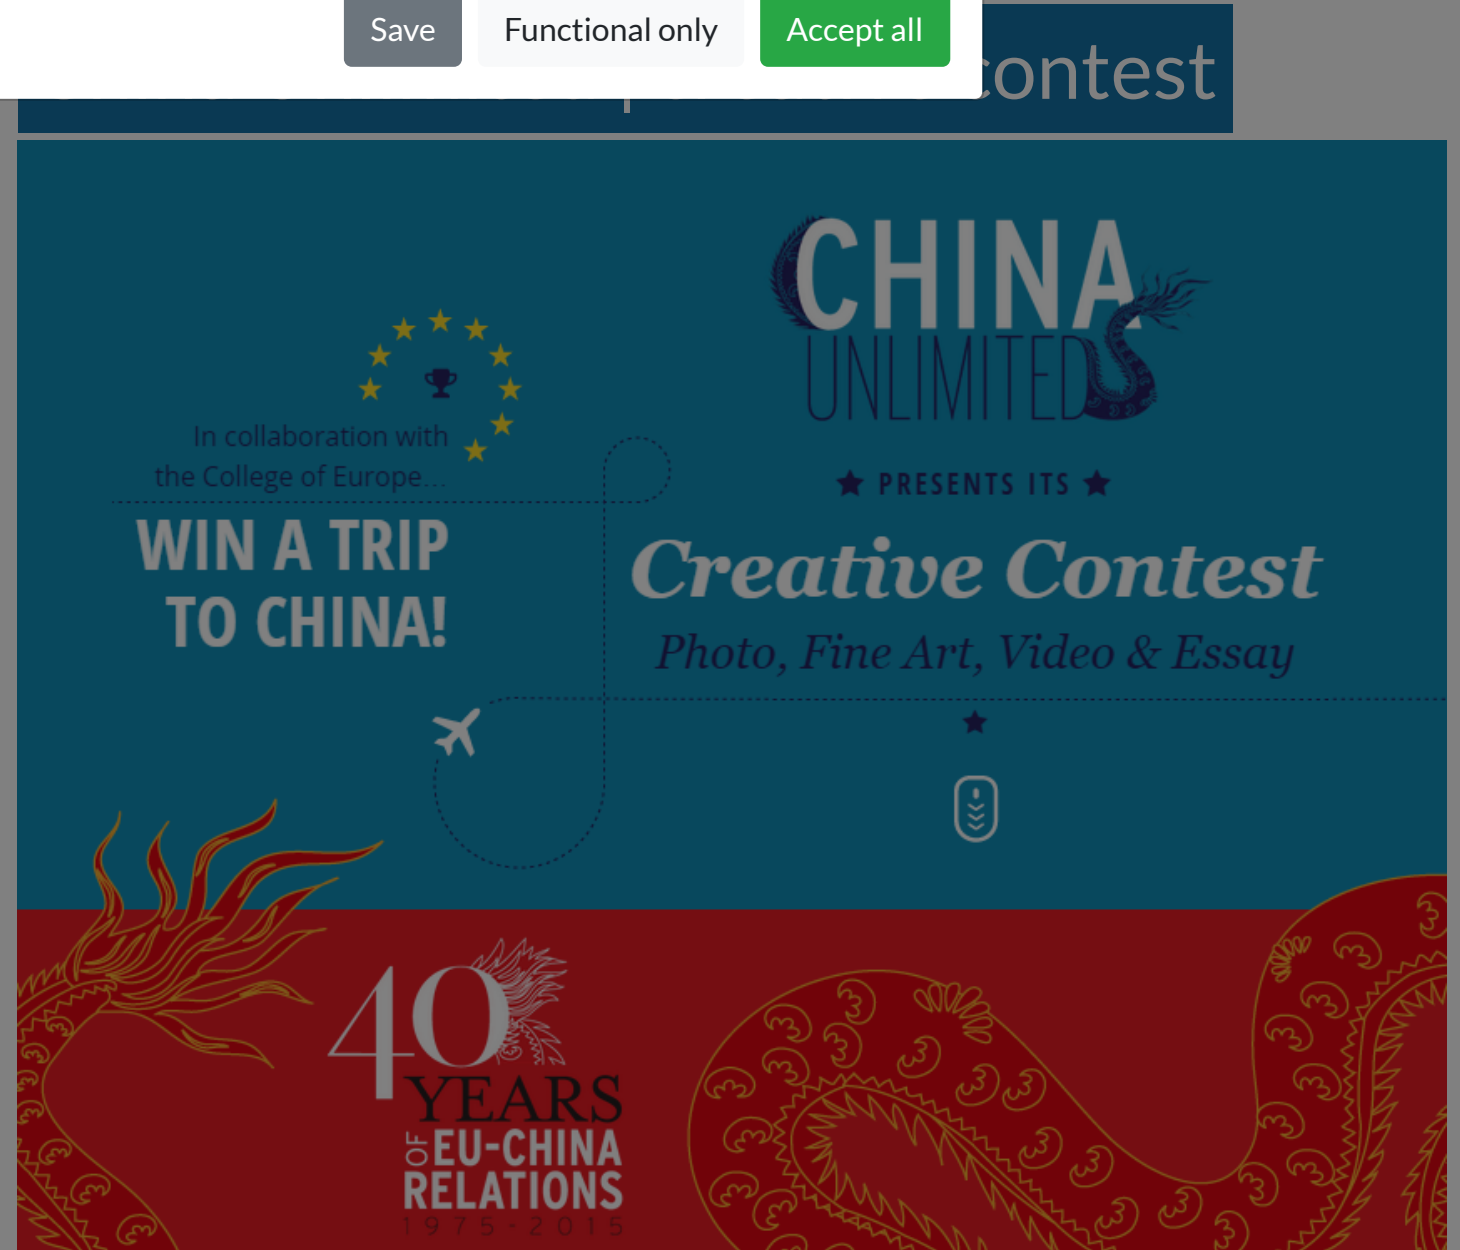 Save
Functional only
Accept all
contest
CHINA
UNLIMITED
In collaboration with
the College of Europe...
WIN A TRIP
TO CHINA!
PRESENTS ITS
Creative Contest
Photo, Fine Art, Video & Essay
40
YEARS
OF EU-CHINA
RELATIONS
1975-2015